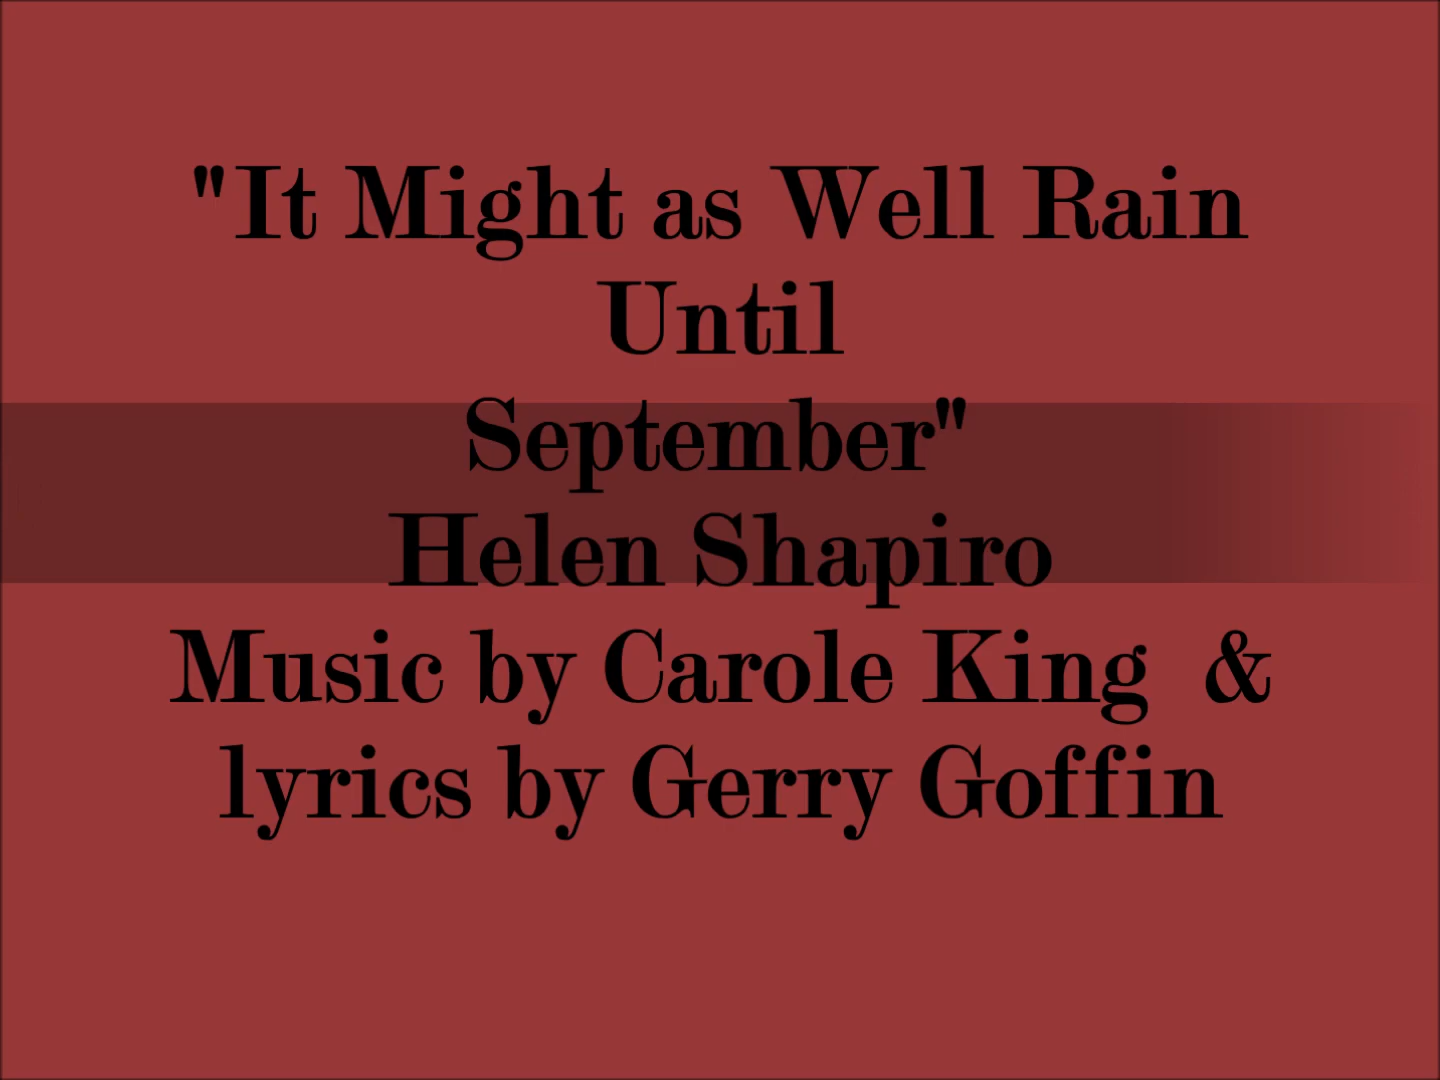 "It Might as Well Rain
Until
September"
Helen Shapiro
Music by Carole King  &
lyrics by Gerry Goffin